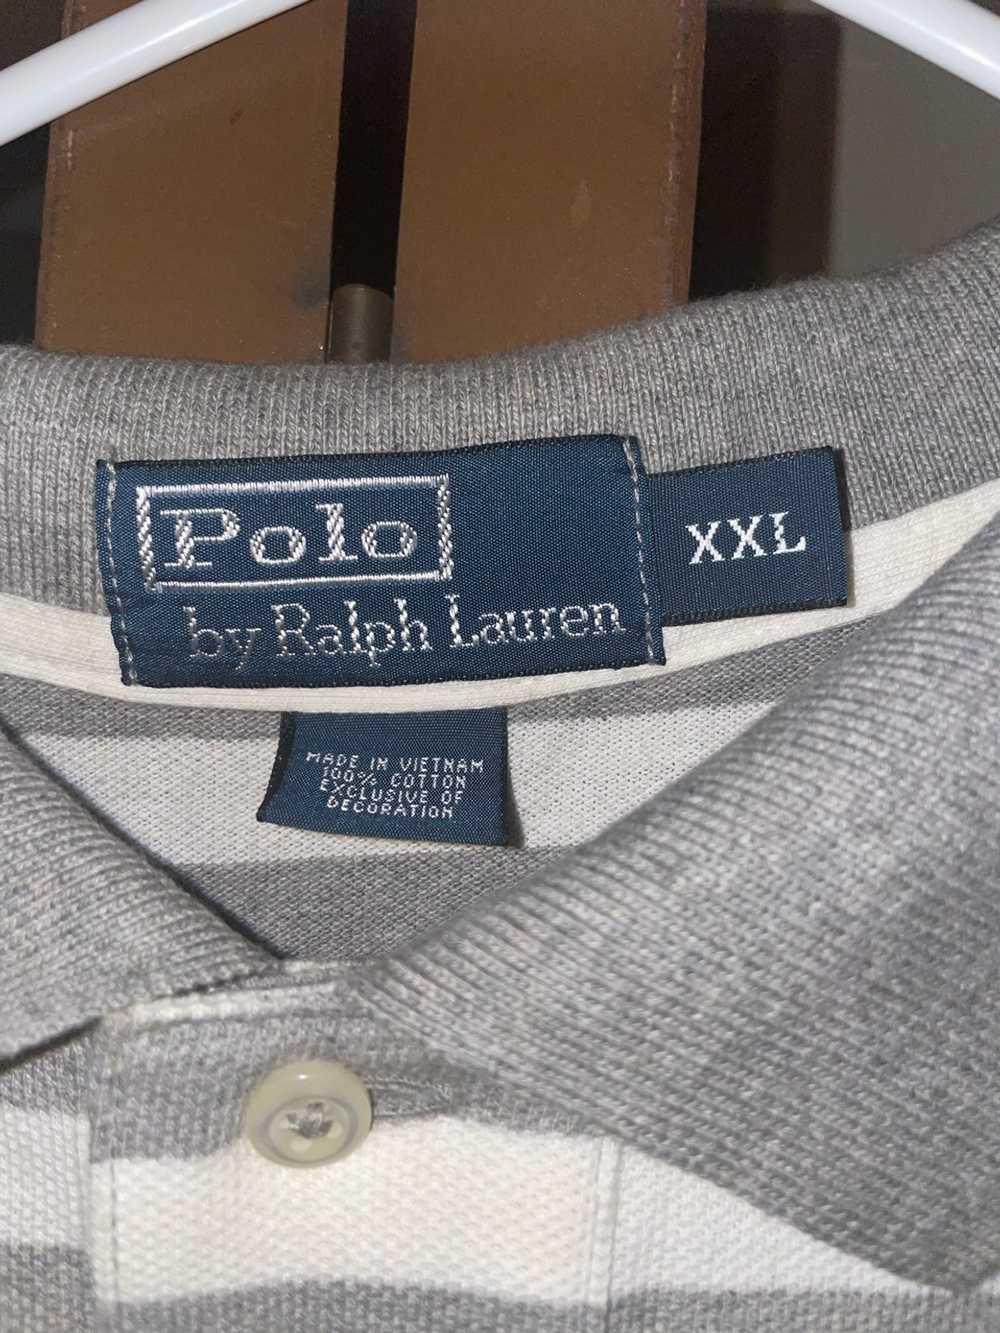 Polo
by Ralph Lauren
XXL
MADE IN VIETNAM
100% COTTON
EXCLUSIVE OF
DECORATION